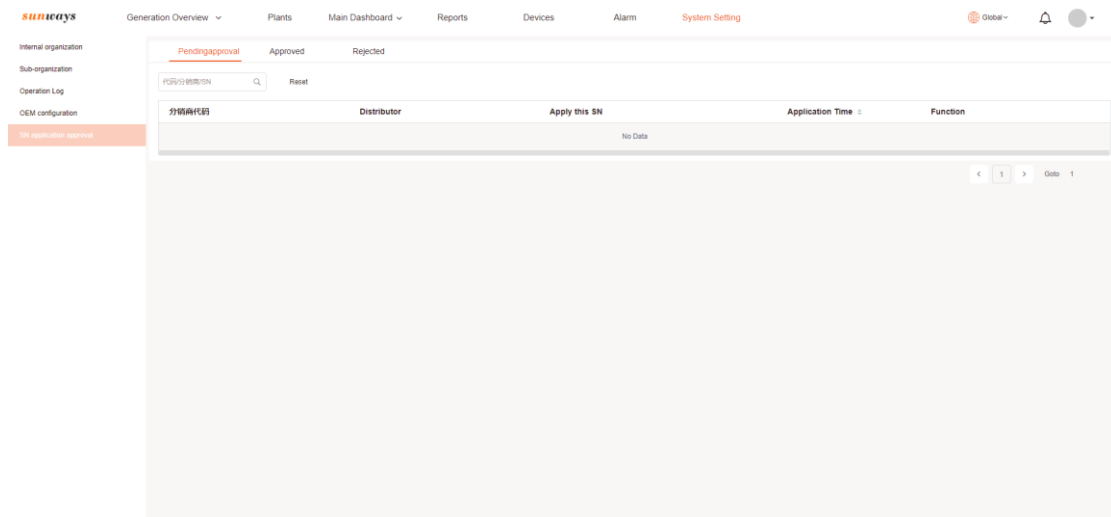 sunways Generation Overview Plants Main Dashboard Reports Devices Alarm System Setting Global
Internal organization
Sub-organization
Operation Log
OEM configuration
SN application approval
Pendingapproval Approved Rejected
代码/分销商/SN Reset
分销商代码 Distributor Apply this SN Application Time Function
No Data
< 1 > Goto 1